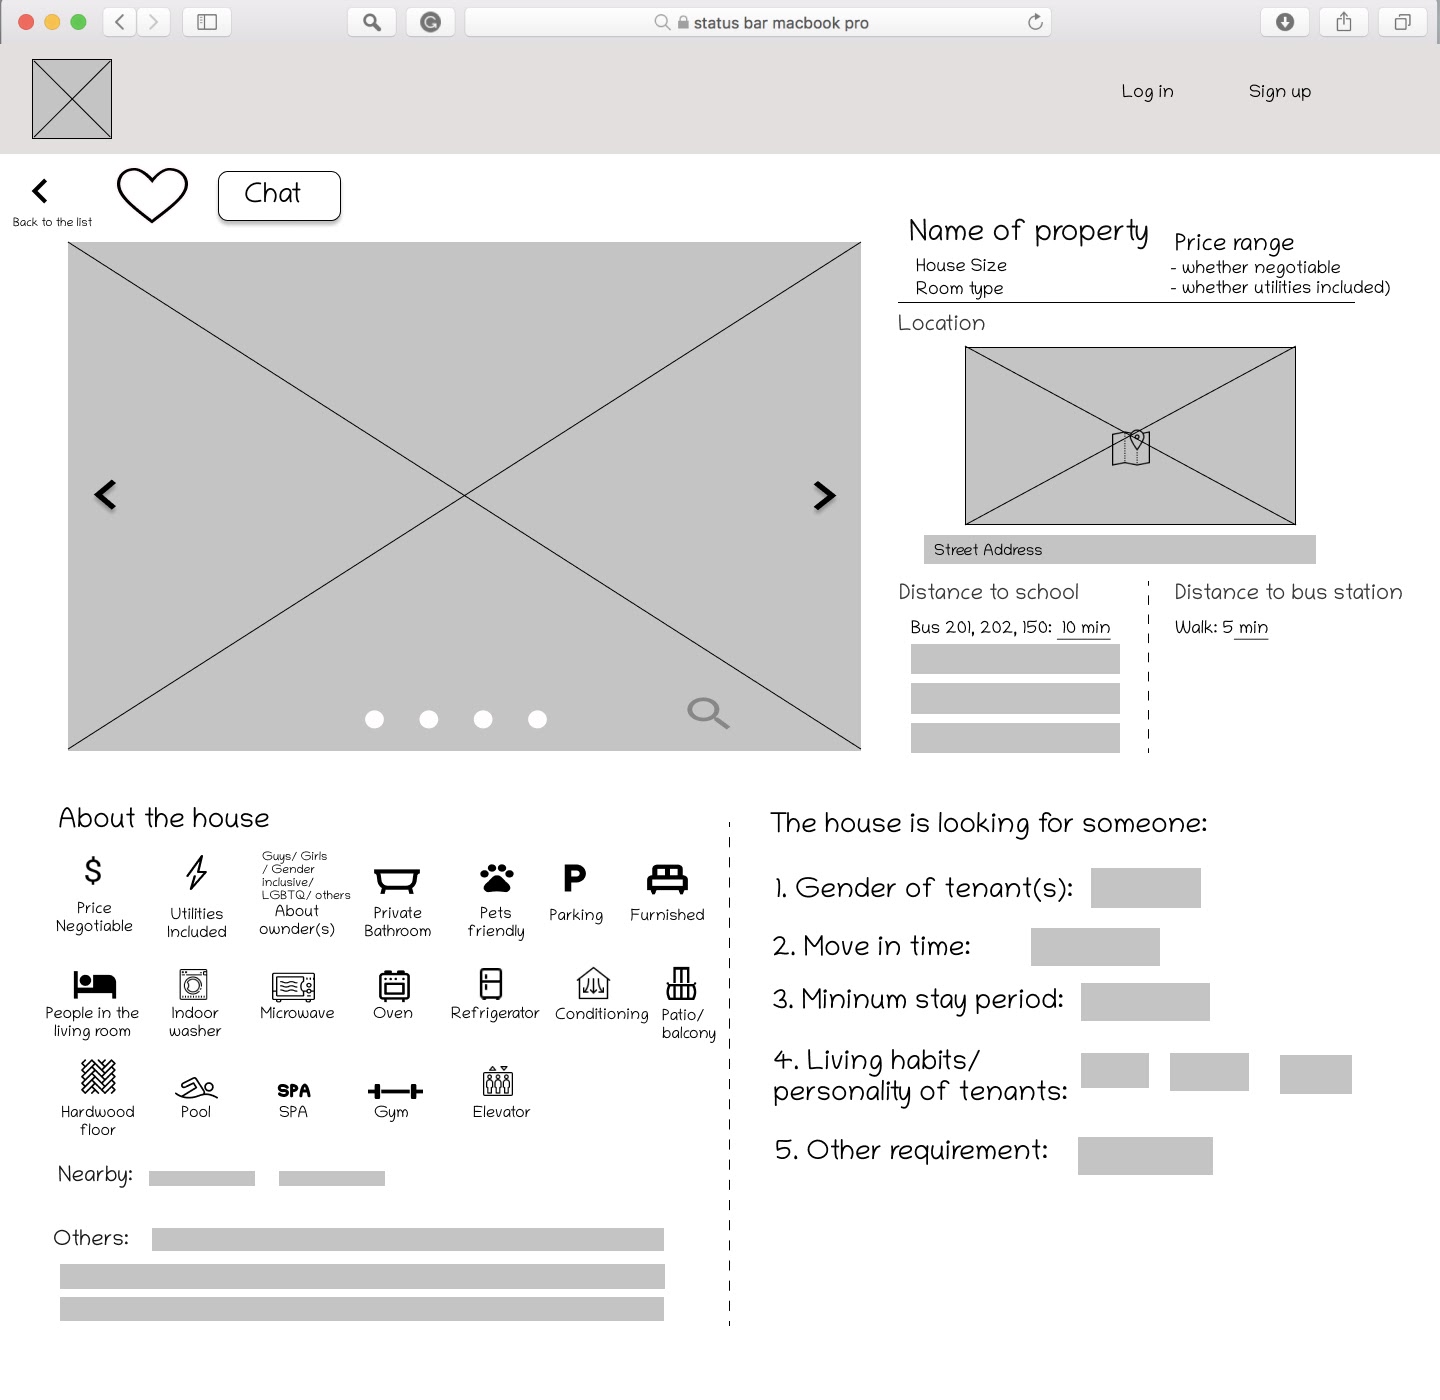 status bar macbook pro
Log in
Sign up
Back to the list
Chat
Name of property
House Size
Room type
Price range
- whether negotiable
- whether utilities included)
Location
Street Address
Distance to school
Bus 201, 202, 150: 10 min
Distance to bus station
Walk: 5 min
About the house
$
Price
Negotiable
Utilities
Included
Guys/ Girls
/ Gender
inclusive/
LGBTQ/ others
About
ownder(s)
Private
Bathroom
Pets
friendly
P
Parking
Furnished
People in the
living room
Indoor
washer
Microwave
Oven
Refrigerator
Conditioning
Patio/
balcony
Hardwood
floor
Pool
SPA
SPA
Gym
Elevator
Nearby:
Others:
The house is looking for someone:
1. Gender of tenant(s):
2. Move in time:
3. Mininum stay period:
4. Living habits/
personality of tenants:
5. Other requirement: